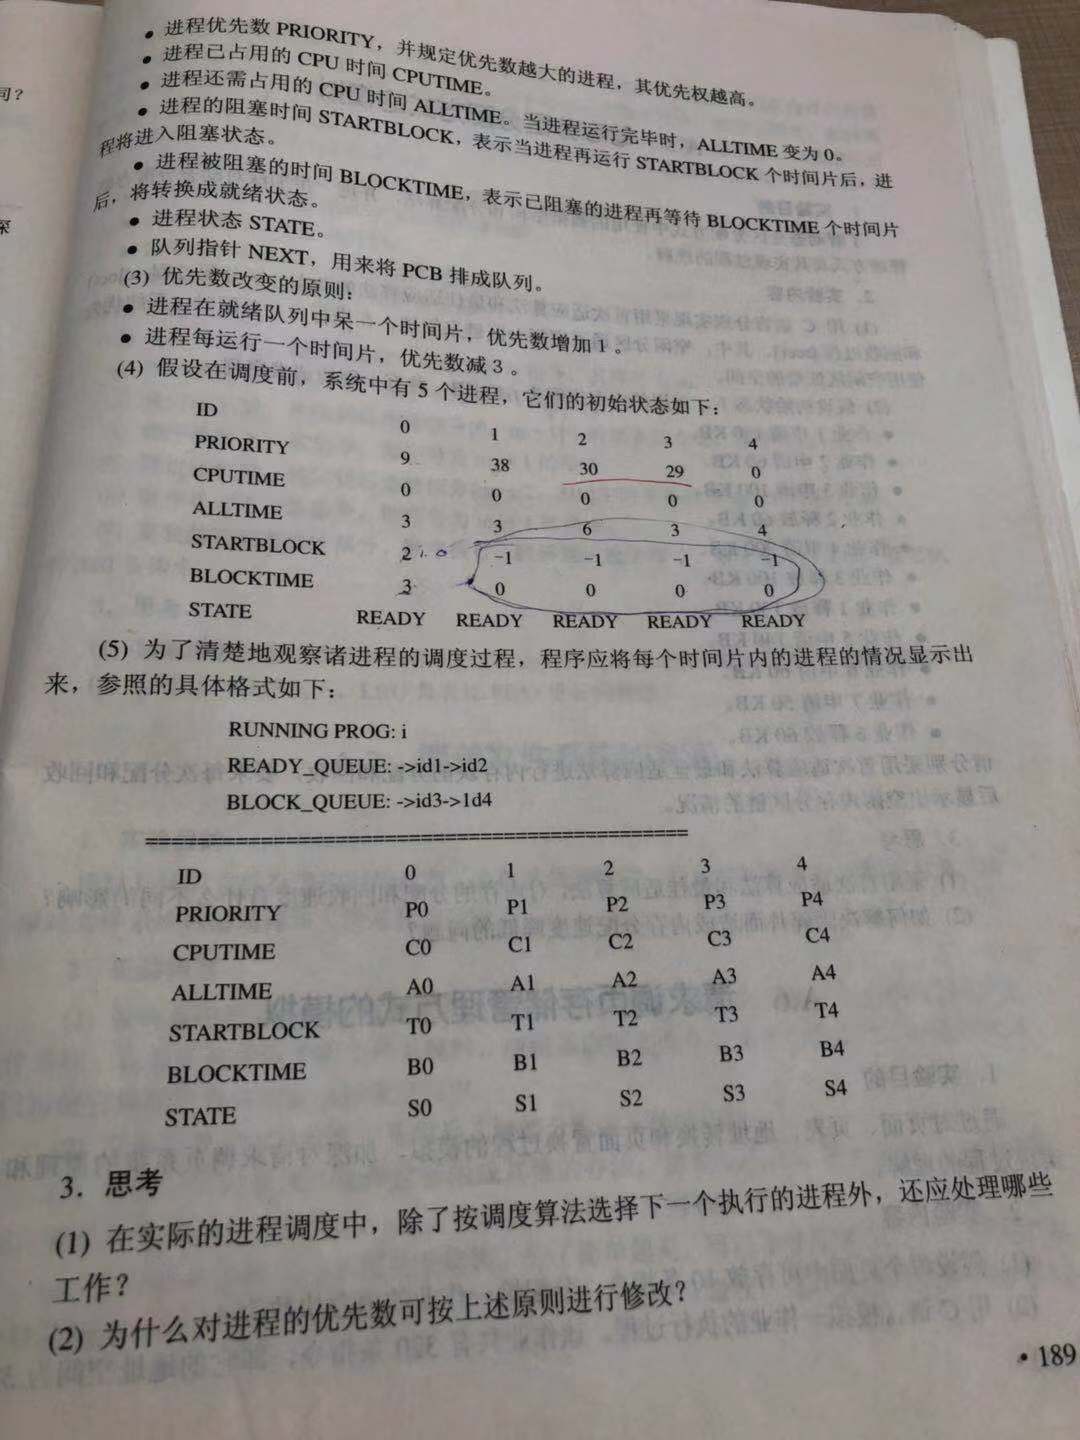 • 进程优先数 PRIORITY，并规定优先数越大的进程，其优先权越高。
• 进程已占用的 CPU 时间 CPUTIME。
• 进程还需占用的 CPU 时间 ALLTIME。当进程运行完毕时，ALLTIME 变为 0。
• 进程的阻塞时间 STARTBLOCK，表示当进程再运行 STARTBLOCK 个时间片后，进
程将进入阻塞状态。
• 进程被阻塞的时间 BLOCKTIME，表示已阻塞的进程再等待 BLOCKTIME 个时间片
后，将转换成就绪状态。
• 进程状态 STATE。
• 队列指针 NEXT，用来将 PCB 排成队列。
(3) 优先数改变的原则：
• 进程在就绪队列中呆一个时间片，优先数增加 1 。
• 进程每运行一个时间片，优先数减 3 。
(4) 假设在调度前，系统中有 5 个进程，它们的初始状态如下：
ID 0 1 2 3 4
PRIORITY 9 38 30 29 0
CPUTIME 0 0 0 0 0
ALLTIME 3 3 6 3 4
STARTBLOCK 2 1.0 -1 -1 -1 -1
BLOCKTIME 3 0 0 0 0
STATE READY READY READY READY READY
(5) 为了清楚地观察诸进程的调度过程，程序应将每个时间片内的进程的情况显示出
来，参照的具体格式如下：
RUNNING PROG: i
READY_QUEUE: ->id1->id2
BLOCK_QUEUE: ->id3->1d4
============================================
ID 0 1 2 3 4
PRIORITY P0 P1 P2 P3 P4
CPUTIME C0 C1 C2 C3 C4
ALLTIME A0 A1 A2 A3 A4
STARTBLOCK T0 T1 T2 T3 T4
BLOCKTIME B0 B1 B2 B3 B4
STATE S0 S1 S2 S3 S4
3. 思考
(1) 在实际的进程调度中，除了按调度算法选择下一个执行的进程外，还应处理哪些
工作？
(2) 为什么对进程的优先数可按上述原则进行修改？
• 189